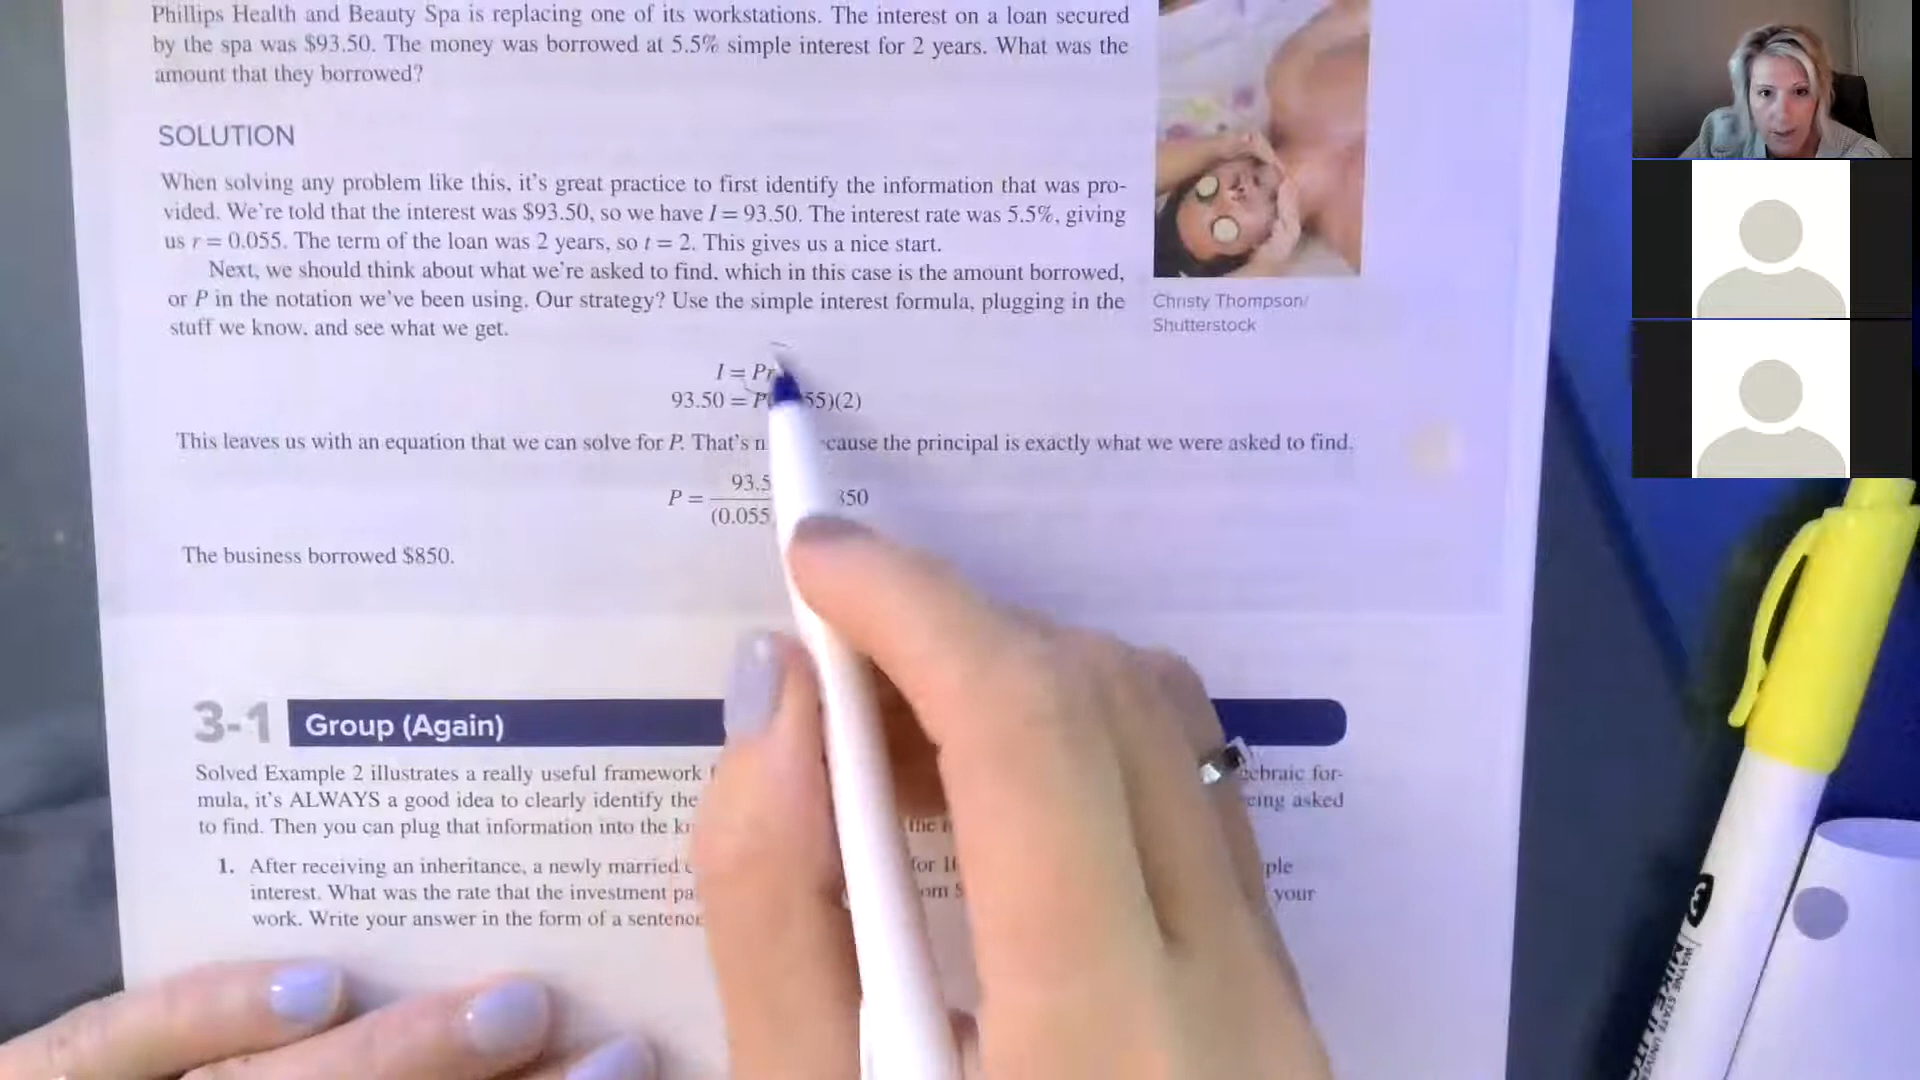 Phillips Health and Beauty Spa is replacing one of its workstations. The interest on a loan secured
by the spa was $93.50. The money was borrowed at 5.5% simple interest for 2 years. What was the
amount that they borrowed?
SOLUTION
When solving any problem like this, it's great practice to first identify the information that was pro-
vided. We're told that the interest was $93.50, so we have I = 93.50. The interest rate was 5.5%, giving
us r = 0.055. The term of the loan was 2 years, so t = 2. This gives us a nice start.
Next, we should think about what we're asked to find, which in this case is the amount borrowed,
or P in the notation we've been using. Our strategy? Use the simple interest formula, plugging in the
stuff we know, and see what we get.
Christy Thompson/
Shutterstock
I = Pr
93.50 = P 55)(2)
This leaves us with an equation that we can solve for P. That's cause the principal is exactly what we were asked to find.
93.5
P = 50
(0.055
The business borrowed $850.
3-1 Group (Again)
Solved Example 2 illustrates a really useful framework ebraic for-
mula, it's ALWAYS a good idea to clearly identify the eing asked
to find. Then you can plug that information into the the
1. After receiving an inheritance, a newly married for ple
interest. What was the rate that the investment om your
work. Write your answer in the form of a sentence
WAYNE STATE